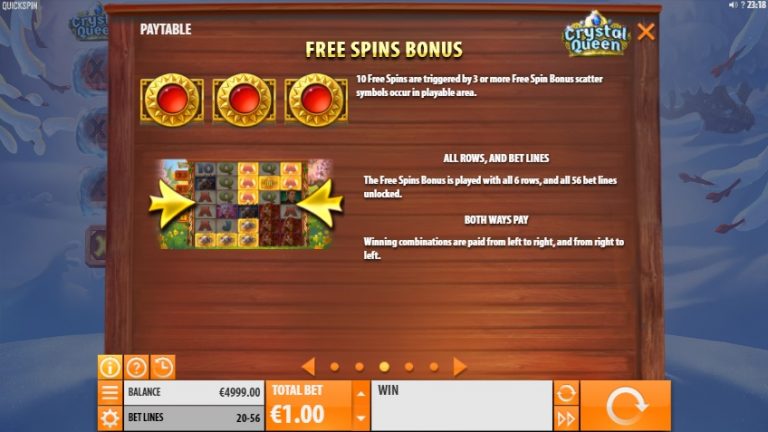 QUICKSPIN
? 23:18
PAYTABLE
Crystal
Queen
FREE SPINS BONUS
10 Free Spins are triggered by 3 or more Free Spin Bonus scatter
symbols occur in playable area.
ALL ROWS, AND BET LINES
The Free Spins Bonus is played with all 6 rows, and all 56 bet lines
unlocked.
BOTH WAYS PAY
Winning combinations are paid from left to right, and from right to
left.
BALANCE €4999.00
BET LINES 20-56
TOTAL BET
€1.00
WIN